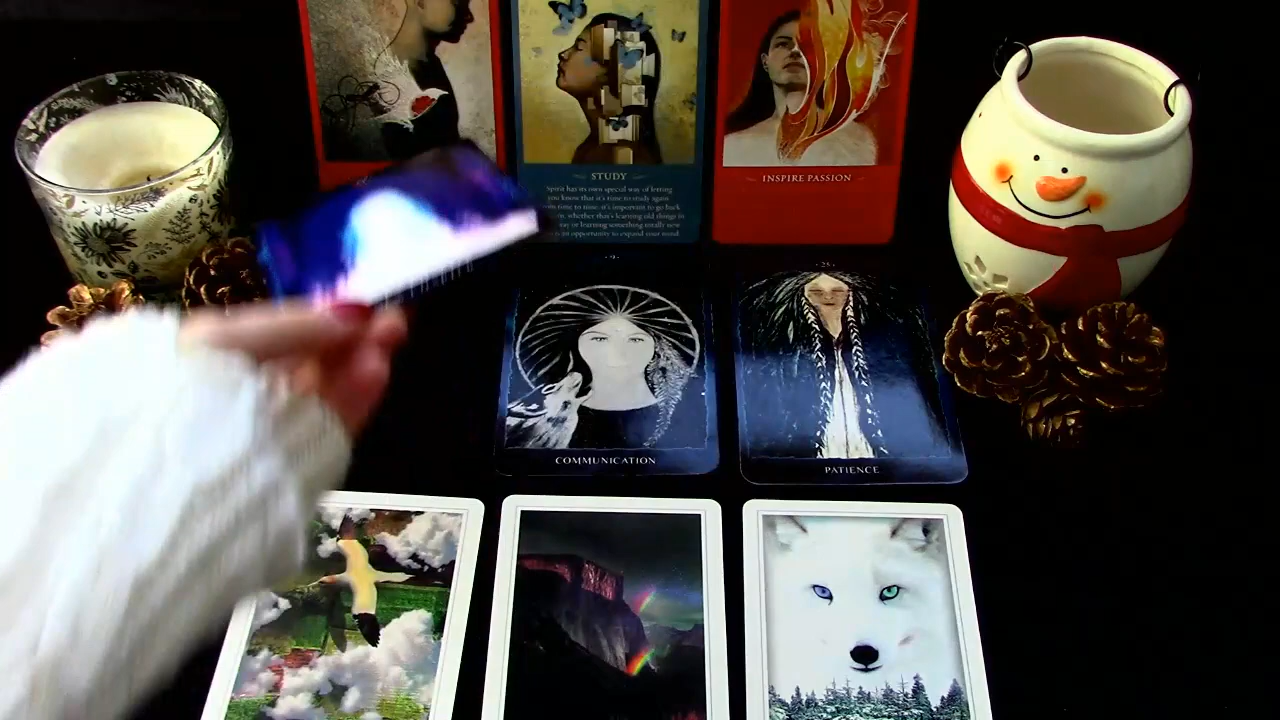 STUDY
Spirit has its own special way of letting
you know that it's time to study again
time to time, it's important to go back
whether that's learning old things in
way or learning something totally new
opportunity to expand your mind.
INSPIRE PASSION
COMMUNICATION
PATIENCE